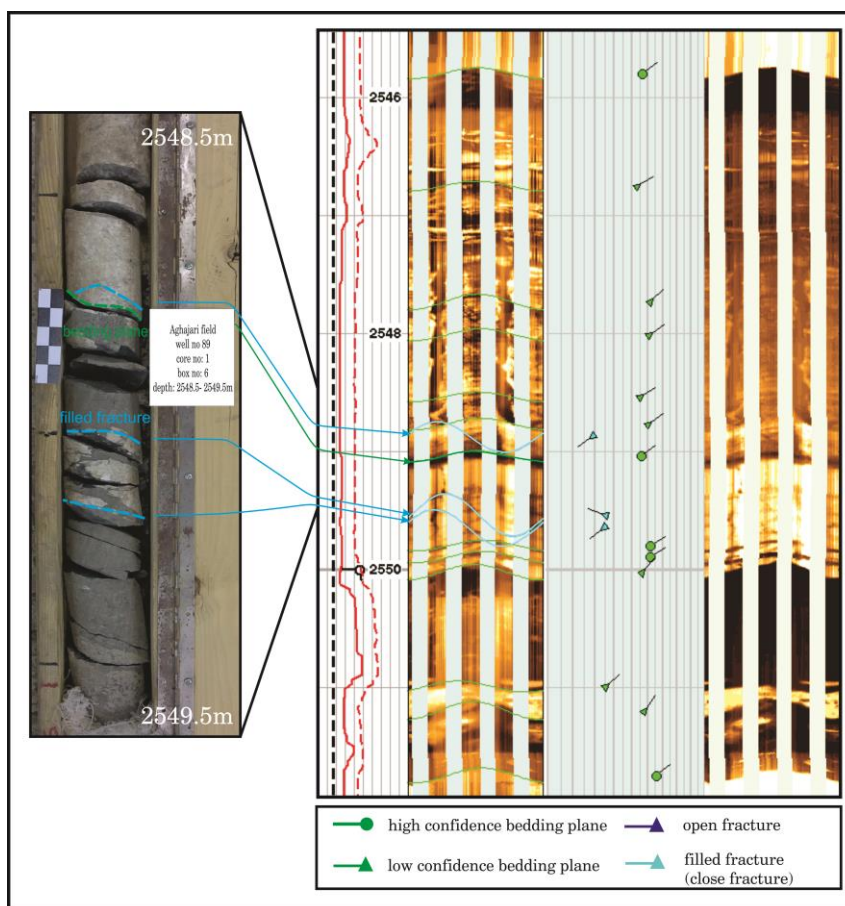 2548.5m
bedding plane
Aghajari field
well no 89
core no: 1
box no: 6
depth: 2548.5- 2549.5m
filled fracture
2549.5m
2546
2548
2550
high confidence bedding plane
open fracture
low confidence bedding plane
filled fracture
(close fracture)